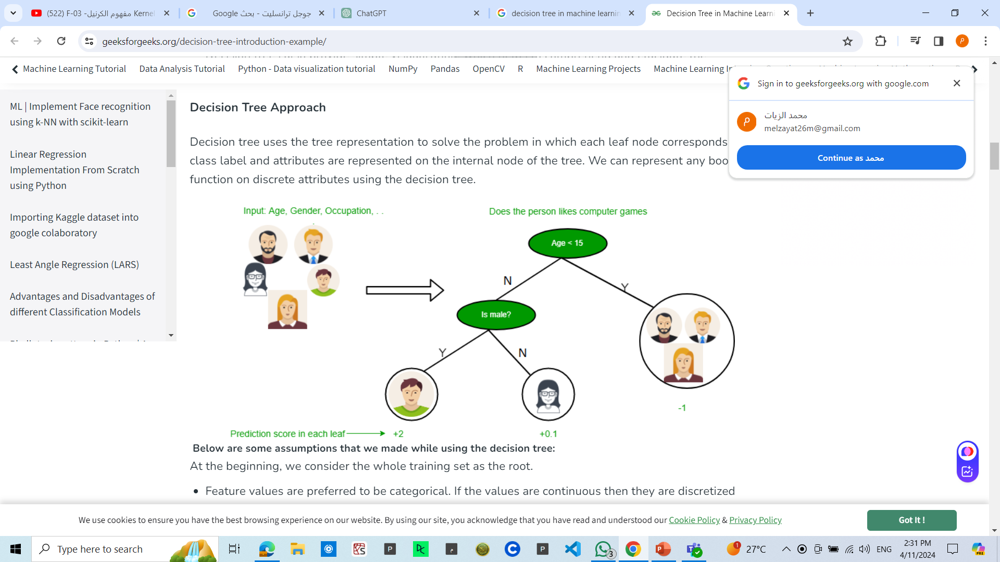 (522) F-03 -مفهوم الكرنيل Kernel
Google جوجل ترانسليت - بحث
ChatGPT
decision tree in machine learnin
Decision Tree in Machine Learni
geeksforgeeks.org/decision-tree-introduction-example/
Machine Learning Tutorial Data Analysis Tutorial Python - Data visualization tutorial NumPy Pandas OpenCV R Machine Learning Projects Machine Learning
Sign in to geeksforgeeks.org with google.com
محمد الزيات
melzayat26m@gmail.com
Continue as محمد
ML | Implement Face recognition
using k-NN with scikit-learn
Linear Regression
Implementation From Scratch
using Python
Importing Kaggle dataset into
google colaboratory
Least Angle Regression (LARS)
Advantages and Disadvantages of
different Classification Models
Decision Tree Approach
Decision tree uses the tree representation to solve the problem in which each leaf node corresponds
class label and attributes are represented on the internal node of the tree. We can represent any boo
function on discrete attributes using the decision tree.
Input: Age, Gender, Occupation, . .
Does the person likes computer games
Age < 15
N
Y
Is male?
Y
N
-1
Prediction score in each leaf
+2
+0.1
Below are some assumptions that we made while using the decision tree:
At the beginning, we consider the whole training set as the root.
• Feature values are preferred to be categorical. If the values are continuous then they are discretized
We use cookies to ensure you have the best browsing experience on our website. By using our site, you acknowledge that you have read and understood our Cookie Policy & Privacy Policy
Got It !
Type here to search
3
1
27°C
ENG
2:31 PM
4/11/2024
PRE